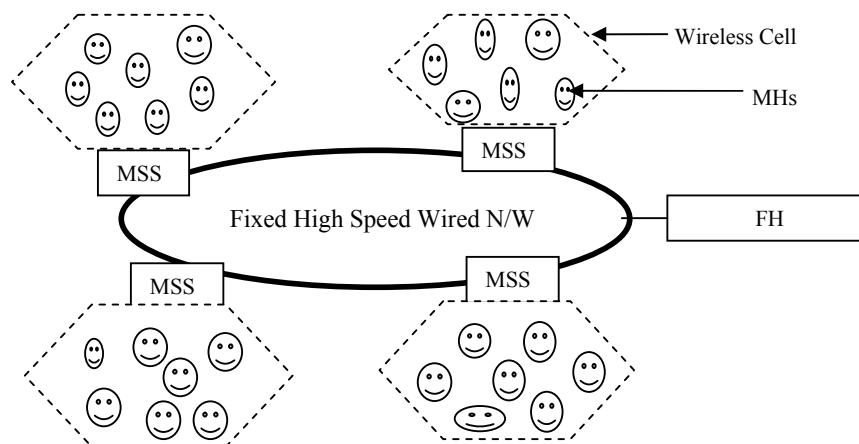 Wireless Cell
MHs
MSS
MSS
Fixed High Speed Wired N/W
FH
MSS
MSS